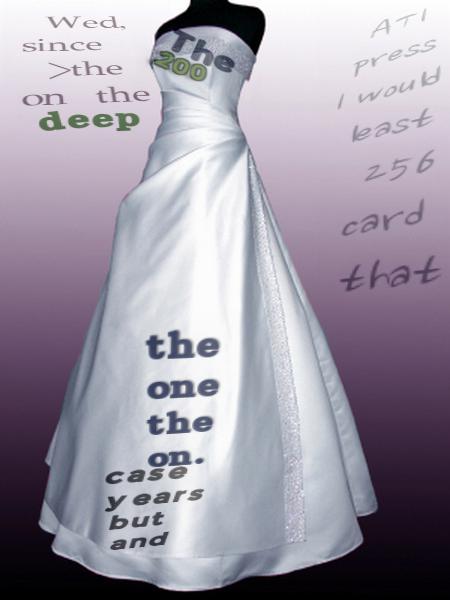 Wed,
since
>the
on the
deep
The
200
ATI
press
I would
least
256
card
that
the
one
the
on.
case
years
but
and